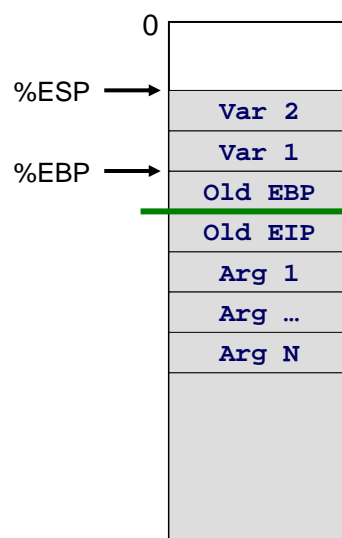 0
%ESP
Var 2
Var 1
%EBP
Old EBP
Old EIP
Arg 1
Arg …
Arg N